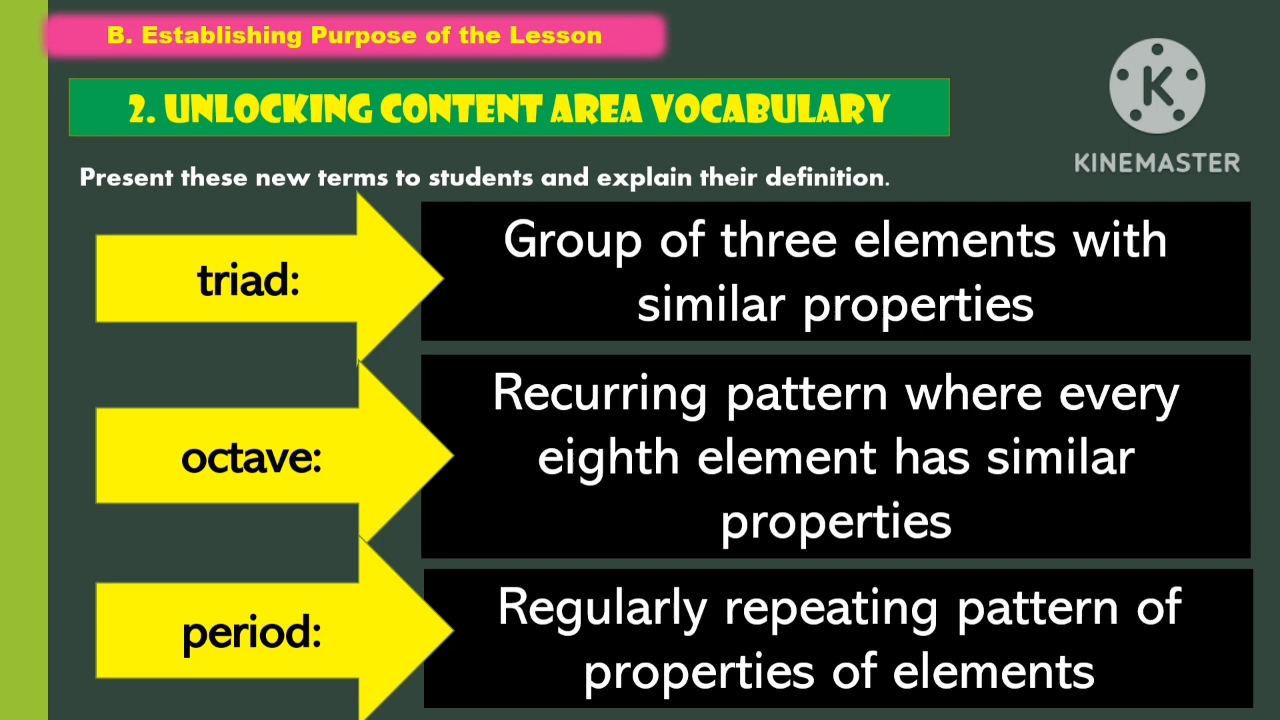 B. Establishing Purpose of the Lesson
2. UNLOCKING CONTENT AREA VOCABULARY
K
KINEMASTER
Present these new terms to students and explain their definition.
triad:
Group of three elements with
similar properties
octave:
Recurring pattern where every
eighth element has similar
properties
period:
Regularly repeating pattern of
properties of elements